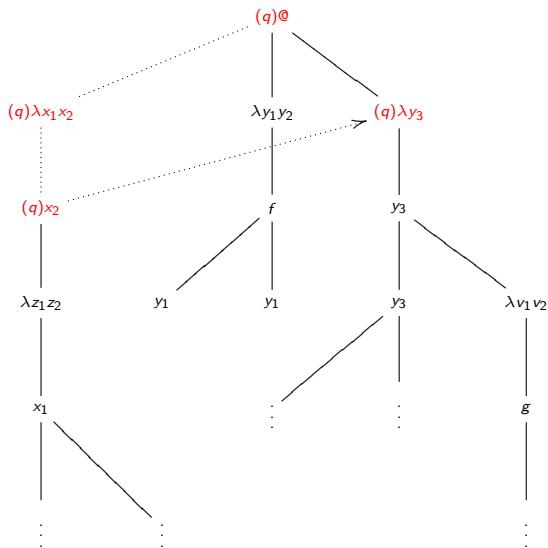 (q)@
(q)λx₁x₂ λy₁y₂ (q)λy₃
(q)x₂ f y₃
λz₁z₂ y₁ y₁ y₃ λv₁v₂
x₁ ⋮ ⋮ g
⋮ ⋮ ⋮